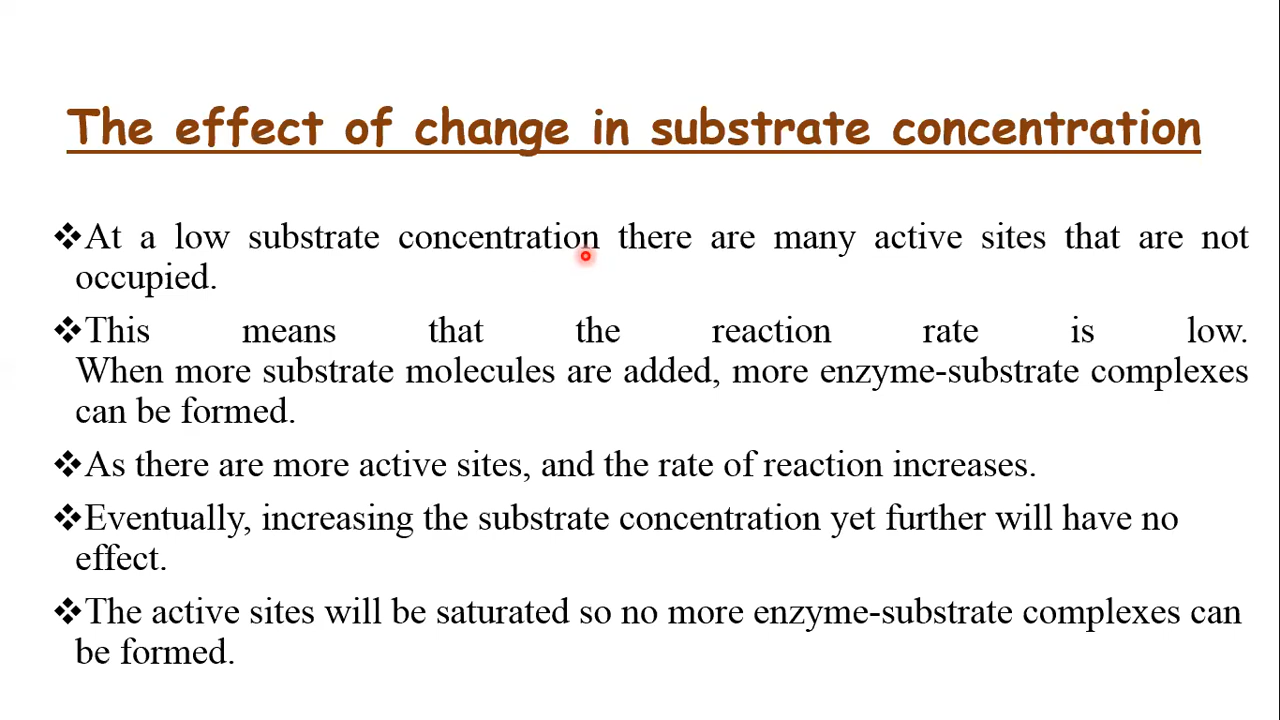 The effect of change in substrate concentration
❖At a low substrate concentration there are many active sites that are not
occupied.
❖This means that the reaction rate is low.
When more substrate molecules are added, more enzyme-substrate complexes
can be formed.
❖As there are more active sites, and the rate of reaction increases.
❖Eventually, increasing the substrate concentration yet further will have no
effect.
❖The active sites will be saturated so no more enzyme-substrate complexes can
be formed.